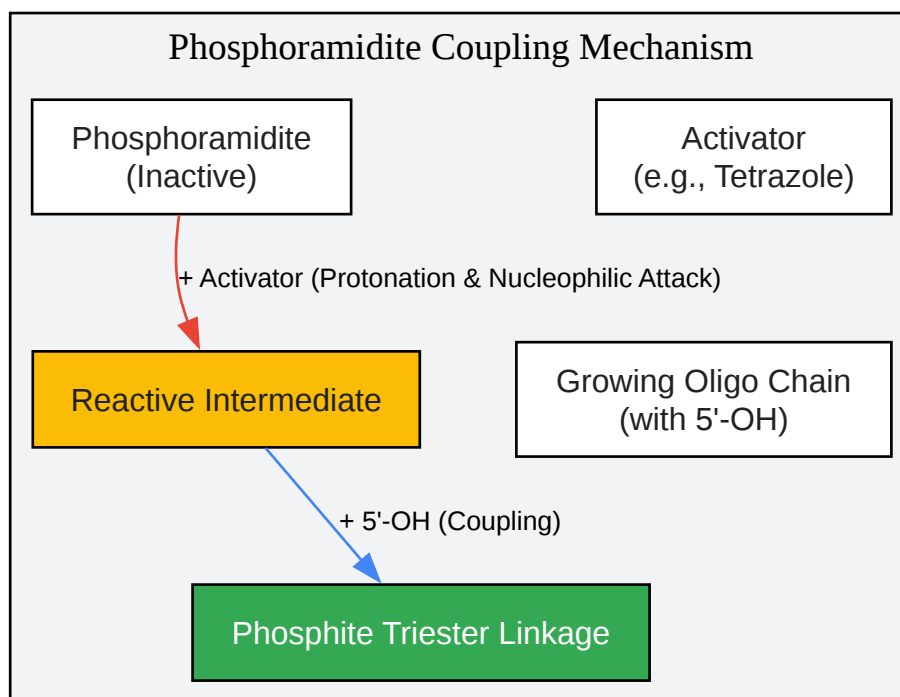 Phosphoramidite Coupling Mechanism
Phosphoramidite
(Inactive)
Activator
(e.g., Tetrazole)
+ Activator (Protonation & Nucleophilic Attack)
Reactive Intermediate
Growing Oligo Chain
(with 5'-OH)
+ 5'-OH (Coupling)
Phosphite Triester Linkage